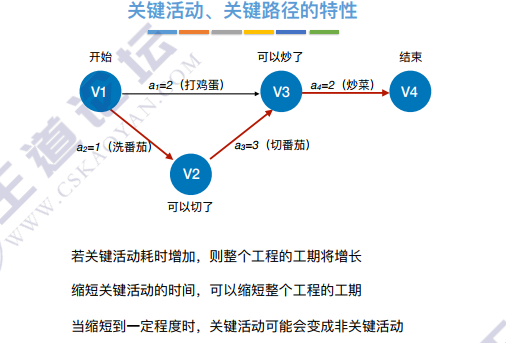 关键活动、关键路径的特性
开始
可以炒了
结束
V1
a₁=2（打鸡蛋）
V3
a₄=2（炒菜）
V4
a₂=1（洗番茄）
a₃=3（切番茄）
V2
可以切了
若关键活动耗时增加，则整个工程的工期将增长
缩短关键活动的时间，可以缩短整个工程的工期
当缩短到一定程度时，关键活动可能会变成非关键活动
王道论坛
WWW.CSKAOYAN.COM